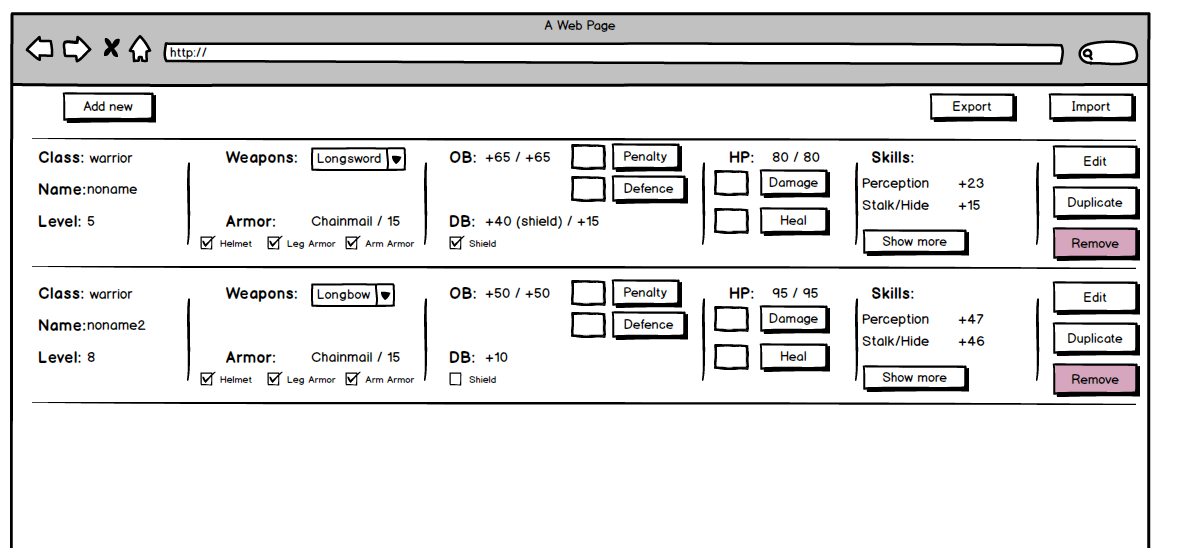 A Web Page
http://
Add new
Export
Import
Class: warrior
Weapons: Longsword
OB: +65 / +65
Penalty
HP: 80 / 80
Skills:
Edit
Name:noname
Defence
Damage
Perception +23
Stalk/Hide +15
Duplicate
Level: 5
Armor: Chainmail / 15
DB: +40 (shield) / +15
Heal
Helmet
Leg Armor
Arm Armor
Shield
Show more
Remove
Class: warrior
Weapons: Longbow
OB: +50 / +50
Penalty
HP: 95 / 95
Skills:
Edit
Name:noname2
Defence
Damage
Perception +47
Stalk/Hide +46
Duplicate
Level: 8
Armor: Chainmail / 15
DB: +10
Heal
Helmet
Leg Armor
Arm Armor
Shield
Show more
Remove